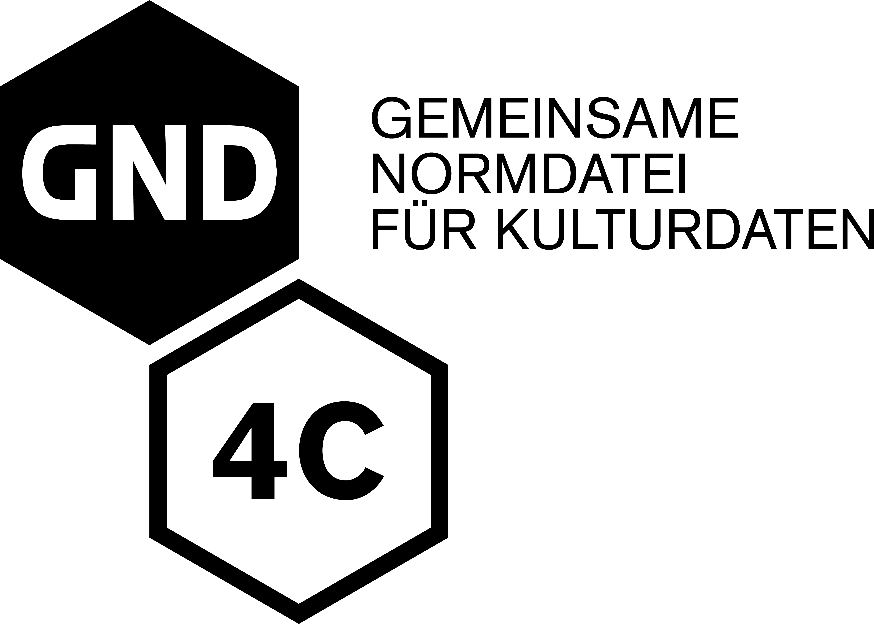 GND
GEMEINSAME
NORMDATEI
FÜR KULTURDATEN
4C